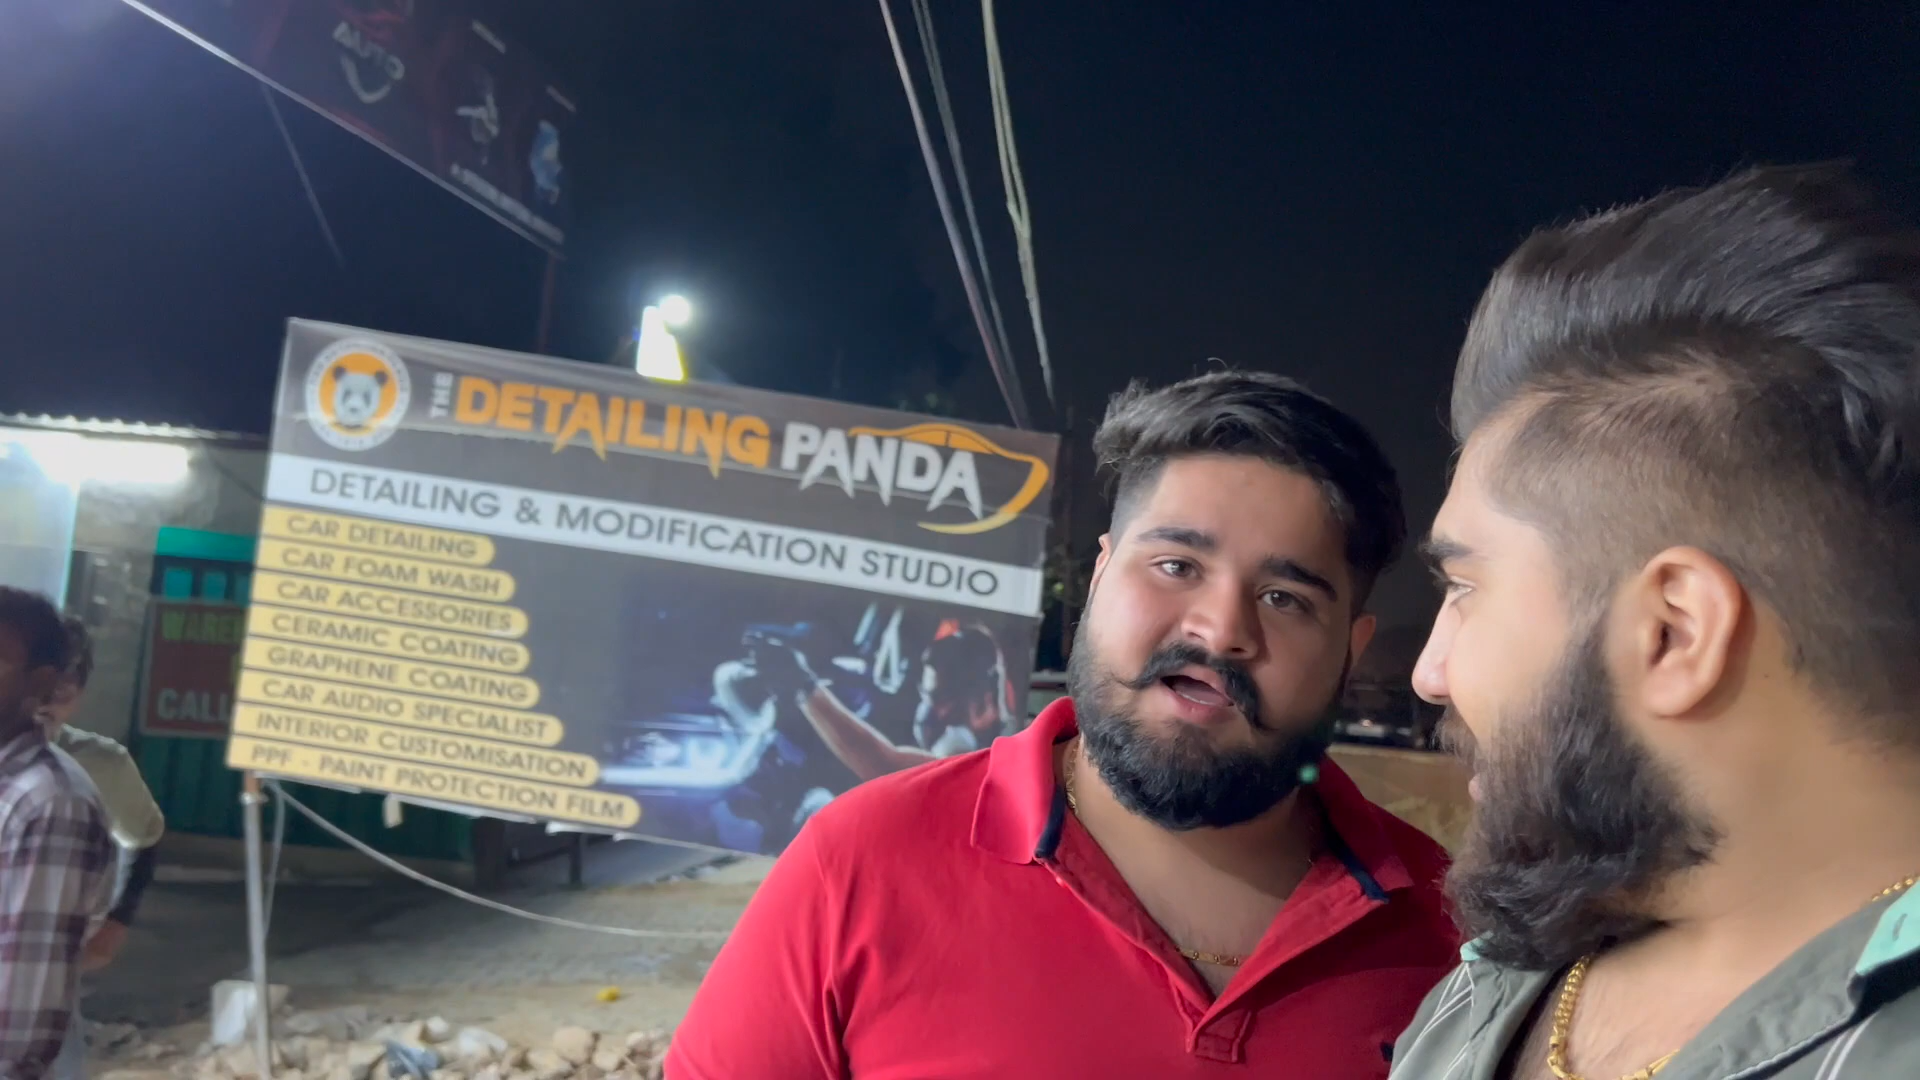 AUTO
THE DETAILING PANDA
DETAILING & MODIFICATION STUDIO
CAR DETAILING
CAR FOAM WASH
CAR ACCESSORIES
CERAMIC COATING
GRAPHENE COATING
CAR AUDIO SPECIALIST
INTERIOR CUSTOMISATION
PPF - PAINT PROTECTION FILM
CALL